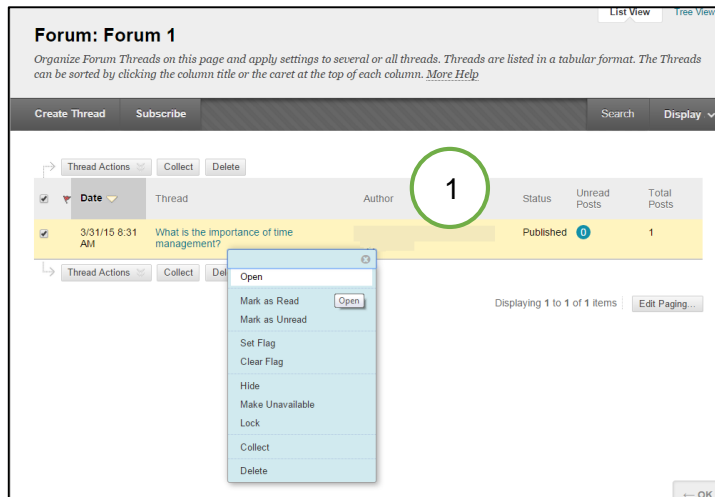 List View Tree View
Forum: Forum 1
Organize Forum Threads on this page and apply settings to several or all threads. Threads are listed in a tabular format. The Threads
can be sorted by clicking the column title or the caret at the top of each column. More Help
Create Thread Subscribe Search Display
Thread Actions Collect Delete
1
Date Thread Author Status Unread Posts Total Posts
3/31/15 8:31 AM What is the importance of time management? Published 0 1
Thread Actions Collect Del
Open
Mark as Read Open
Displaying 1 to 1 of 1 items Edit Paging...
Mark as Unread
Set Flag
Clear Flag
Hide
Make Unavailable
Lock
Collect
Delete
← OK